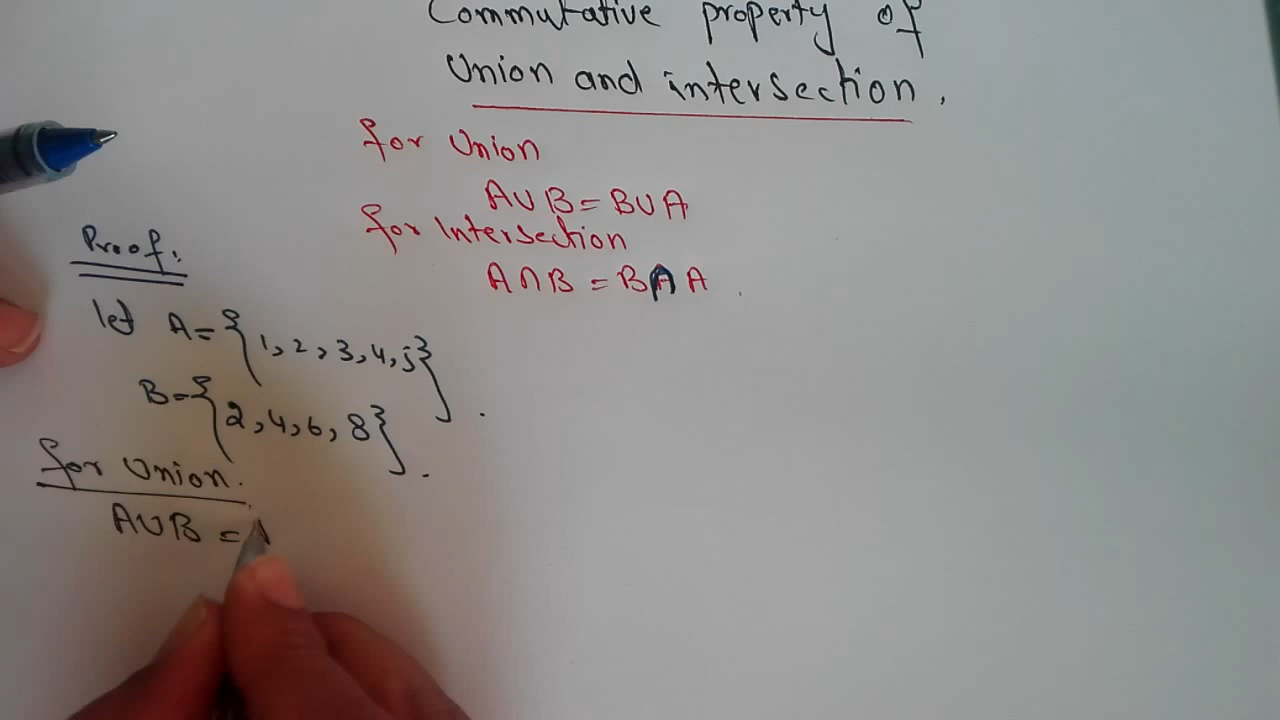 Commutative property of
Union and intersection.
for Union
A∪B = B∪A
for Intersection
A∩B = B∩A
Proof:
let A = {1, 2, 3, 4, 5}.
B = {2, 4, 6, 8}.
for Union.
A∪B =